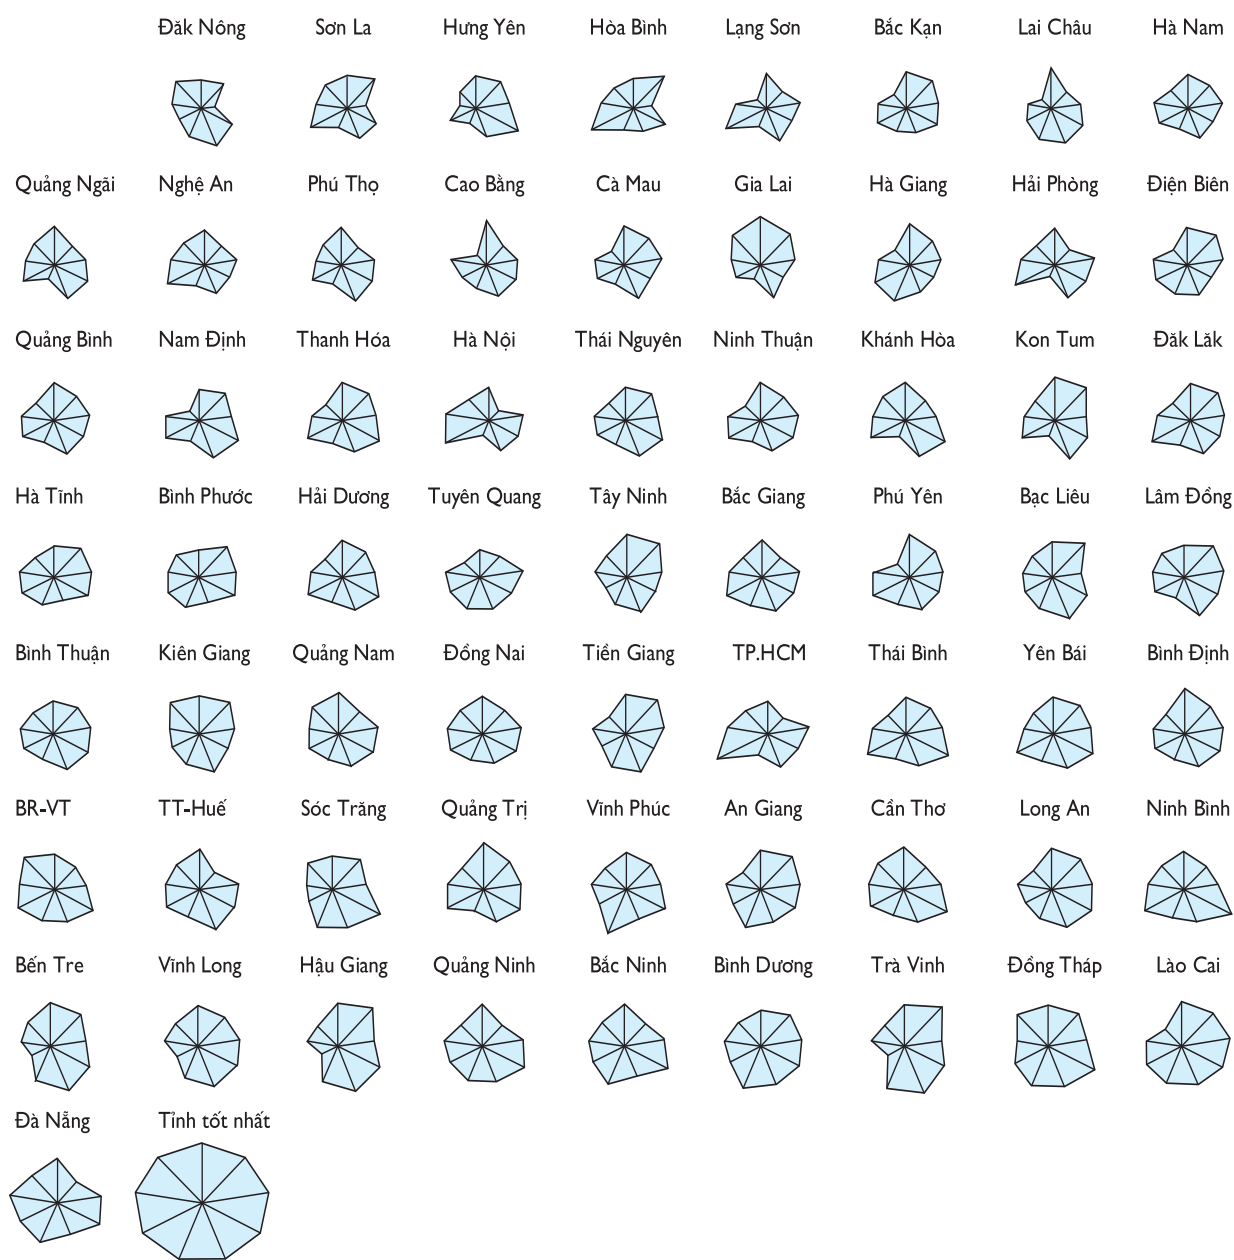 Đăk Nông Sơn La Hưng Yên Hòa Bình Lạng Sơn Bắc Kạn Lai Châu Hà Nam
Quảng Ngãi Nghệ An Phú Thọ Cao Bằng Cà Mau Gia Lai Hà Giang Hải Phòng Điện Biên
Quảng Bình Nam Định Thanh Hóa Hà Nội Thái Nguyên Ninh Thuận Khánh Hòa Kon Tum Đăk Lăk
Hà Tĩnh Bình Phước Hải Dương Tuyên Quang Tây Ninh Bắc Giang Phú Yên Bạc Liêu Lâm Đồng
Bình Thuận Kiên Giang Quảng Nam Đồng Nai Tiền Giang TP.HCM Thái Bình Yên Bái Bình Định
BR-VT TT-Huế Sóc Trăng Quảng Trị Vĩnh Phúc An Giang Cần Thơ Long An Ninh Bình
Bến Tre Vĩnh Long Hậu Giang Quảng Ninh Bắc Ninh Bình Dương Trà Vinh Đồng Tháp Lào Cai
Đà Nẵng Tỉnh tốt nhất